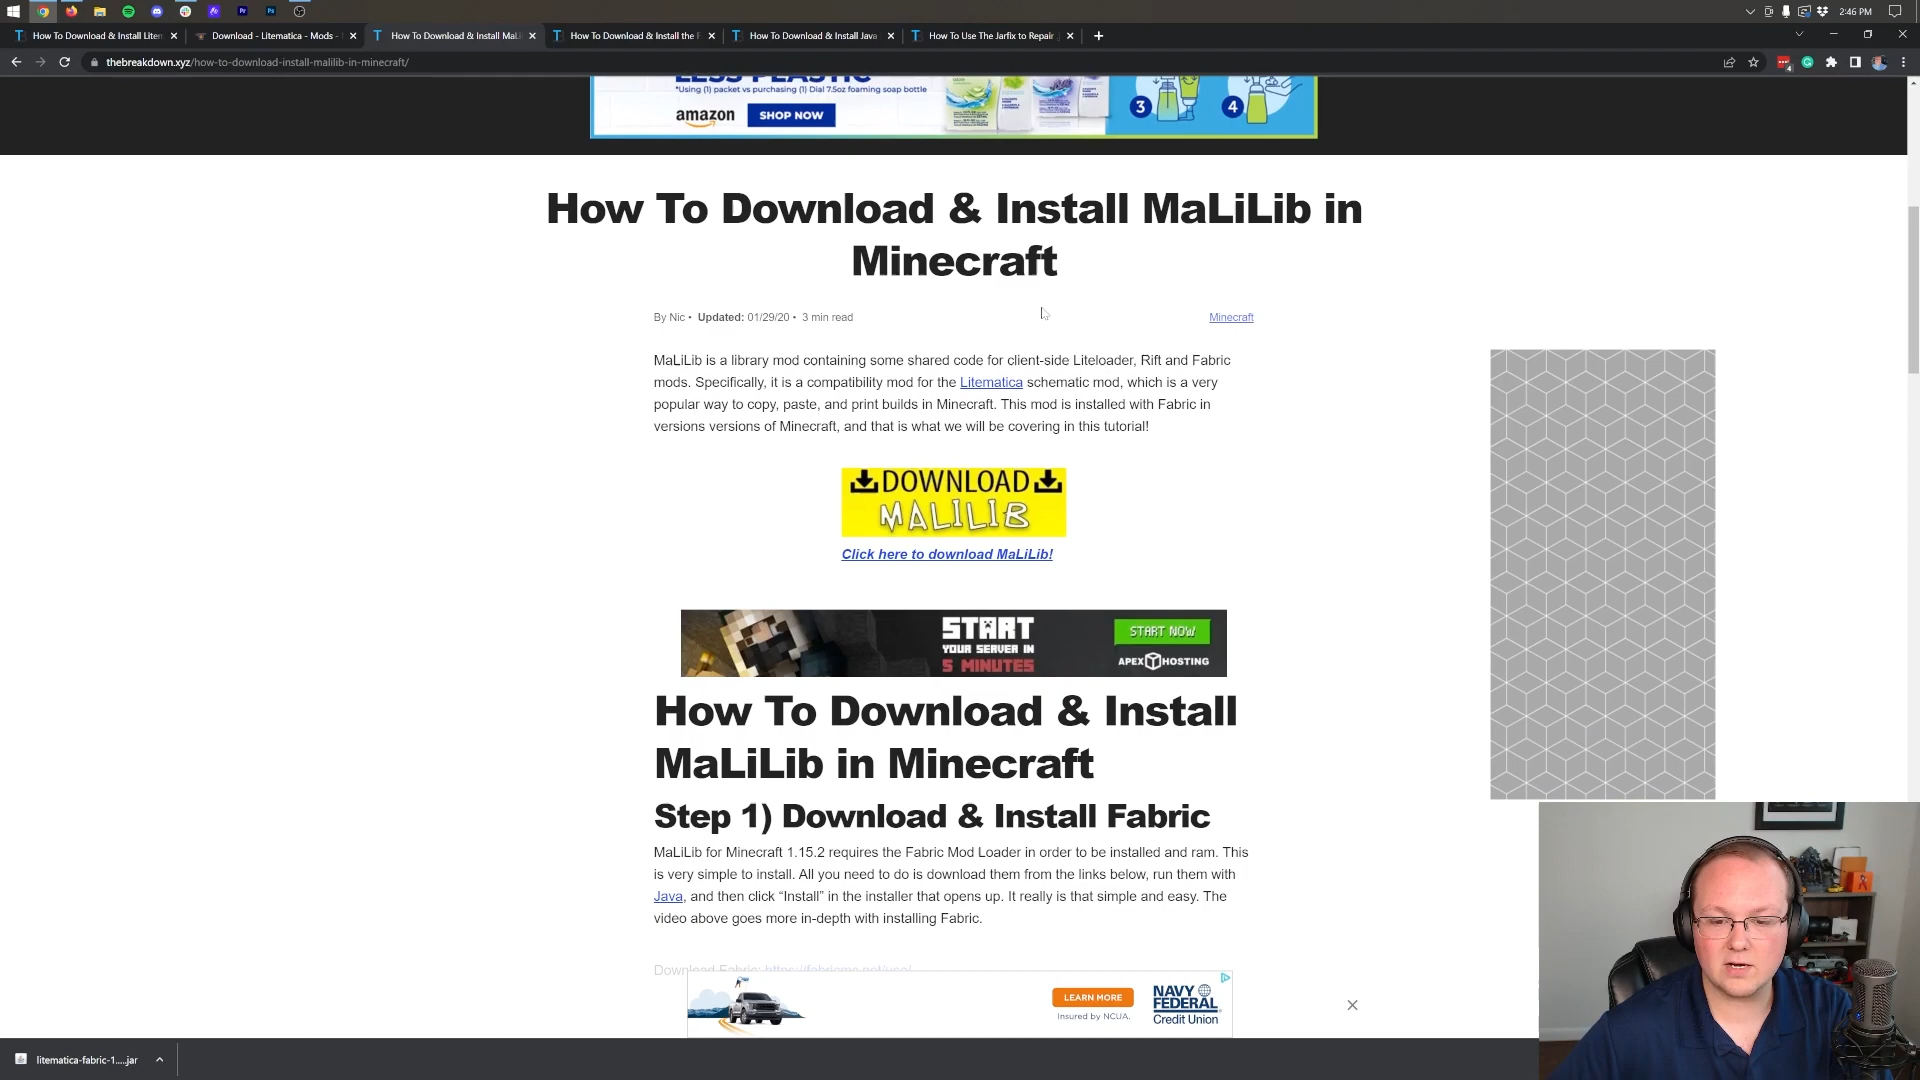 2:46 PM
How To Download & Install Liten
Download - Litematica - Mods -
How To Download & Install MaLi
How To Download & Install the F
How To Download & Install Java
How To Use The Jarfix to Repair
thebreakdown.xyz/how-to-download-install-malilib-in-minecraft/
LESS PLASTIC
*Using (1) packet vs purchasing (1) Dial 7.5oz foaming soap bottle
amazon
SHOP NOW
3
4
How To Download & Install MaLiLib in
Minecraft
By Nic • Updated: 01/29/20 • 3 min read
Minecraft
MaLiLib is a library mod containing some shared code for client-side Liteloader, Rift and Fabric
mods. Specifically, it is a compatibility mod for the Litematica schematic mod, which is a very
popular way to copy, paste, and print builds in Minecraft. This mod is installed with Fabric in
versions versions of Minecraft, and that is what we will be covering in this tutorial!
DOWNLOAD
MALILIB
Click here to download MaLiLib!
START
YOUR SERVER IN
5 MINUTES
START NOW
APEX HOSTING
How To Download & Install
MaLiLib in Minecraft
Step 1) Download & Install Fabric
MaLiLib for Minecraft 1.15.2 requires the Fabric Mod Loader in order to be installed and ram. This
is very simple to install. All you need to do is download them from the links below, run them with
Java, and then click “Install” in the installer that opens up. It really is that simple and easy. The
video above goes more in-depth with installing Fabric.
Download Fabric: https://fabricmc.net/use/
LEARN MORE
Insured by NCUA.
NAVY
FEDERAL
Credit Union
litematica-fabric-1....jar